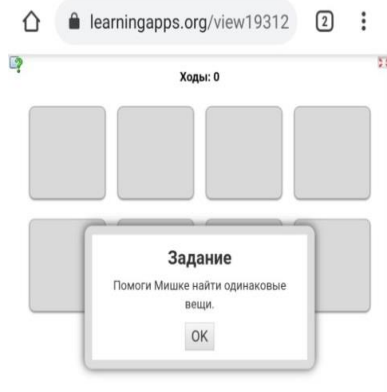 learningapps.org/view19312
2
Ходы: 0
Задание
Помоги Мишке найти одинаковые
вещи.
OK